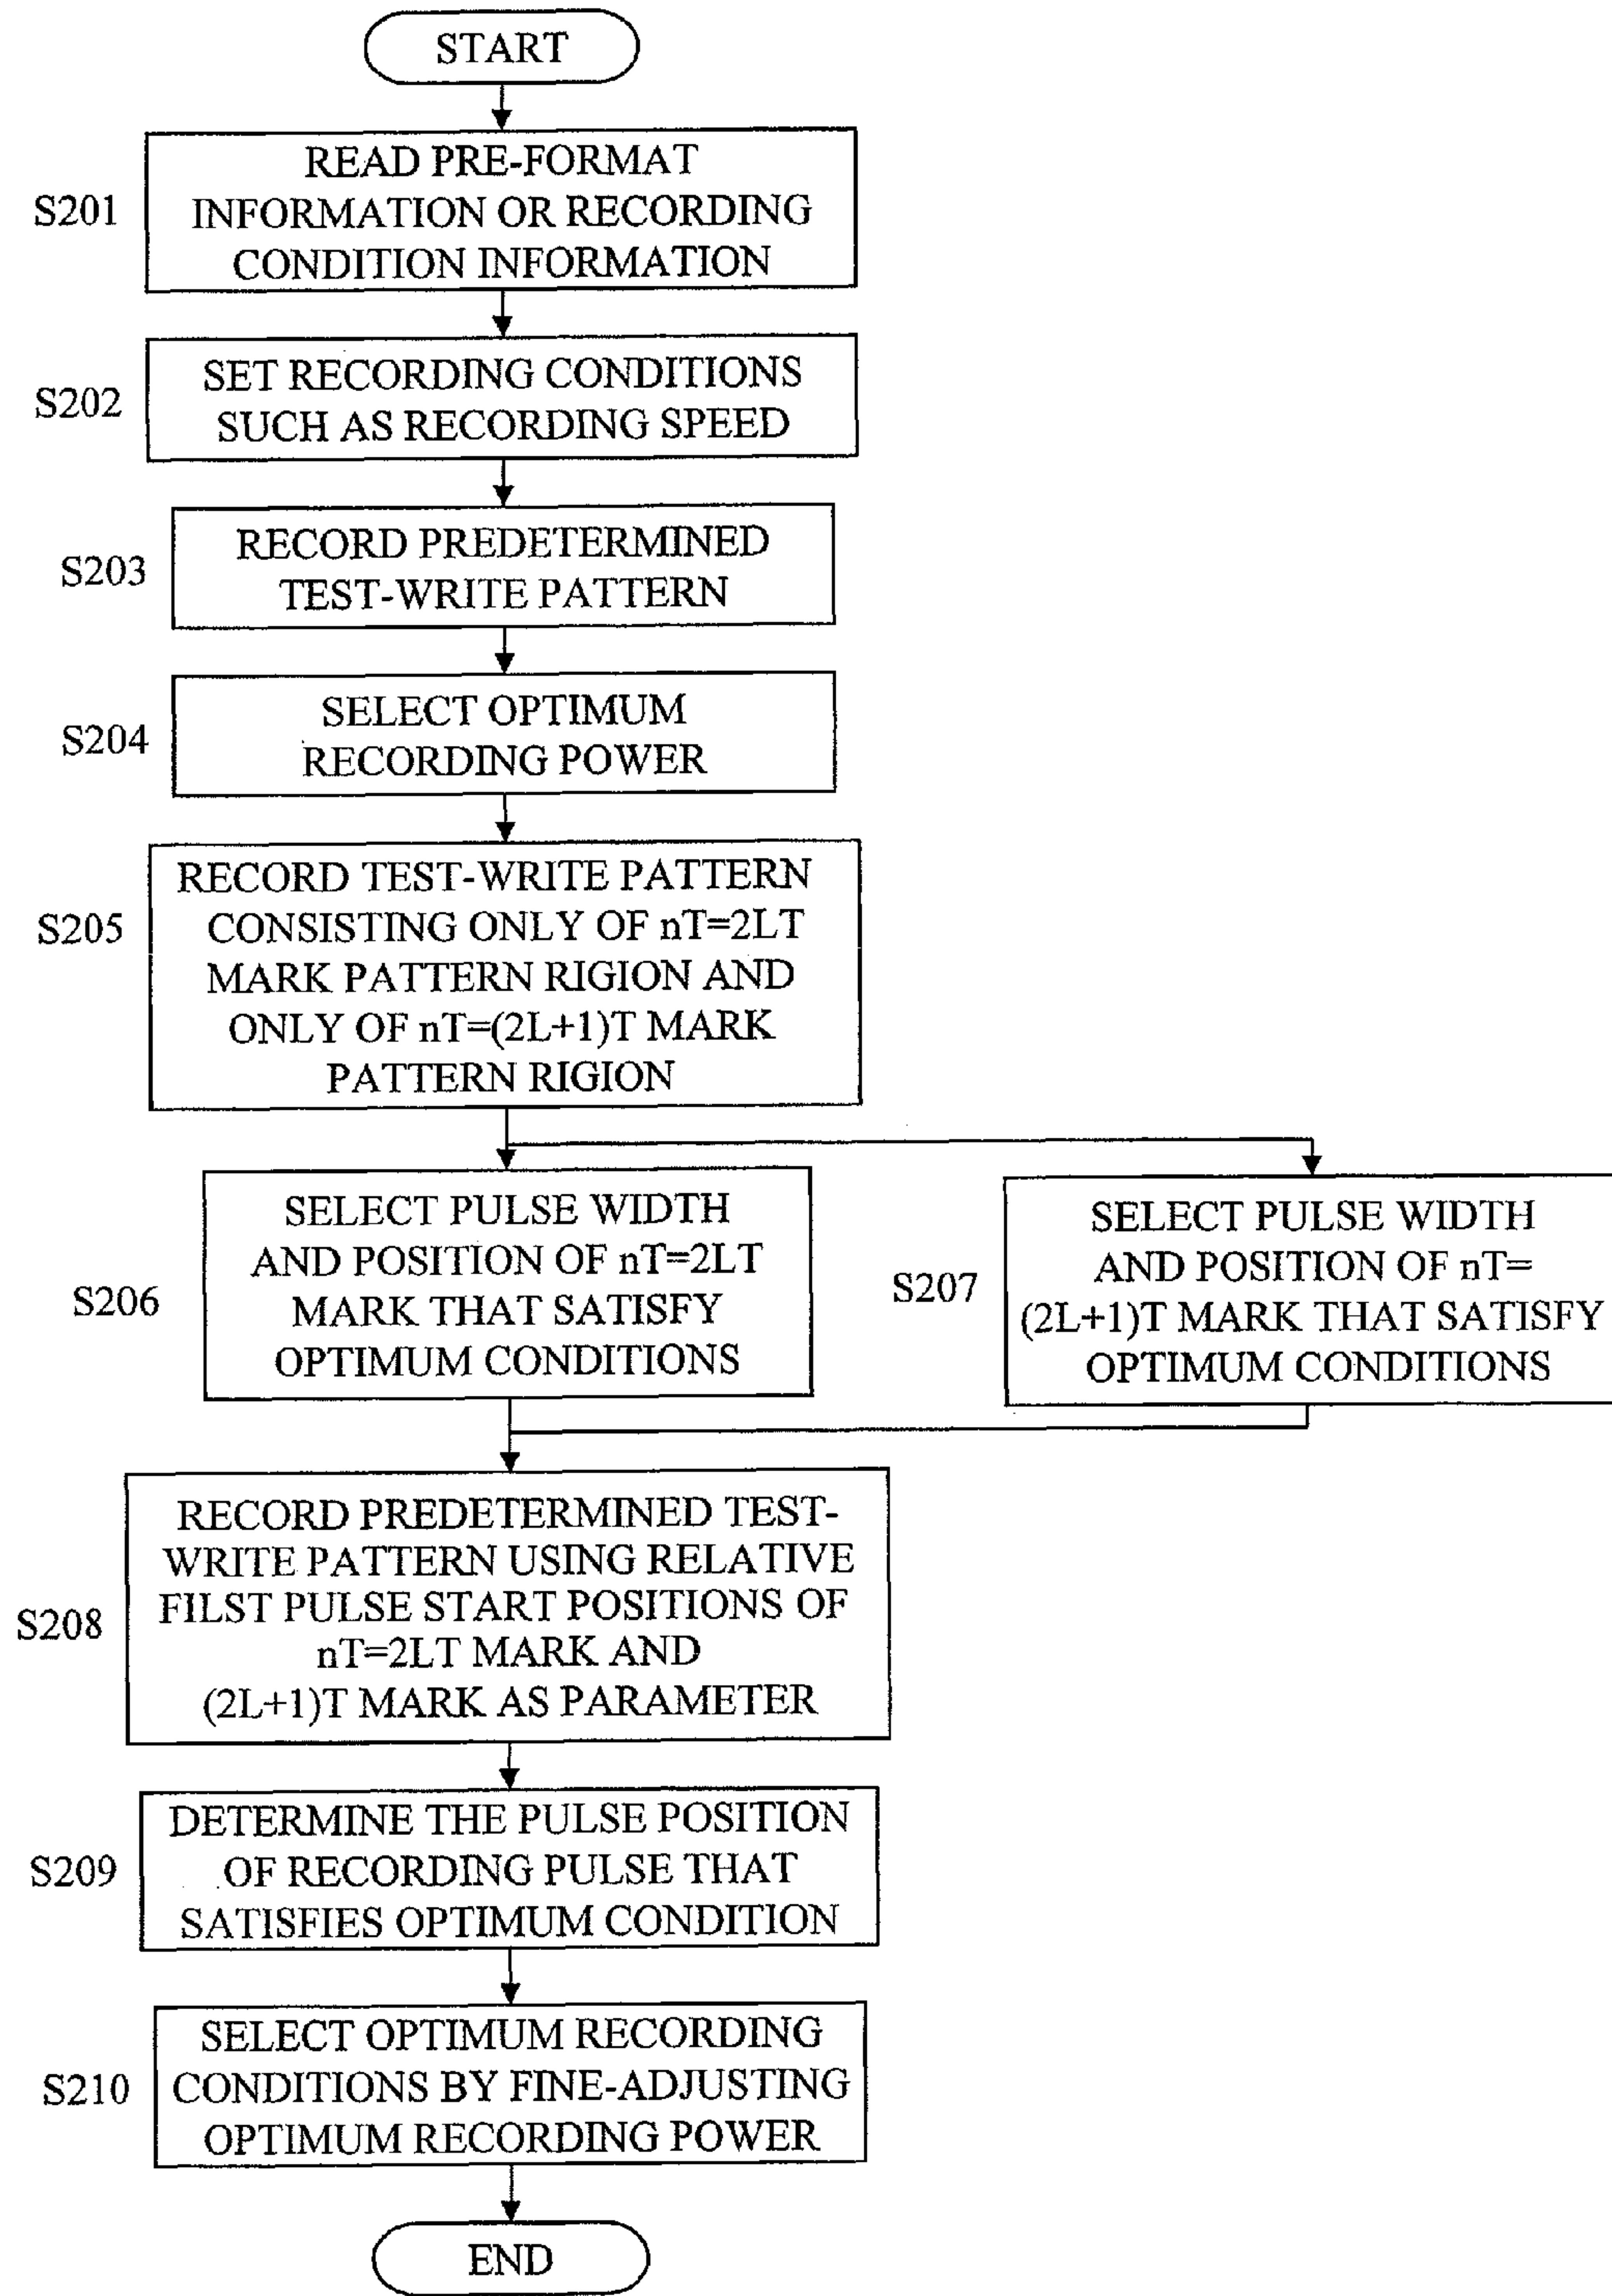 START
S201
READ PRE-FORMAT
INFORMATION OR RECORDING
CONDITION INFORMATION
S202
SET RECORDING CONDITIONS
SUCH AS RECORDING SPEED
S203
RECORD PREDETERMINED
TEST-WRITE PATTERN
S204
SELECT OPTIMUM
RECORDING POWER
S205
RECORD TEST-WRITE PATTERN
CONSISTING ONLY OF nT=2LT
MARK PATTERN RIGION AND
ONLY OF nT=(2L+1)T MARK
PATTERN RIGION
S206
SELECT PULSE WIDTH
AND POSITION OF nT=2LT
MARK THAT SATISFY
OPTIMUM CONDITIONS
S207
SELECT PULSE WIDTH
AND POSITION OF nT=
(2L+1)T MARK THAT SATISFY
OPTIMUM CONDITIONS
S208
RECORD PREDETERMINED TEST-
WRITE PATTERN USING RELATIVE
FILST PULSE START POSITIONS OF
nT=2LT MARK AND
(2L+1)T MARK AS PARAMETER
S209
DETERMINE THE PULSE POSITION
OF RECORDING PULSE THAT
SATISFIES OPTIMUM CONDITION
S210
SELECT OPTIMUM RECORDING
CONDITIONS BY FINE-ADJUSTING
OPTIMUM RECORDING POWER
END